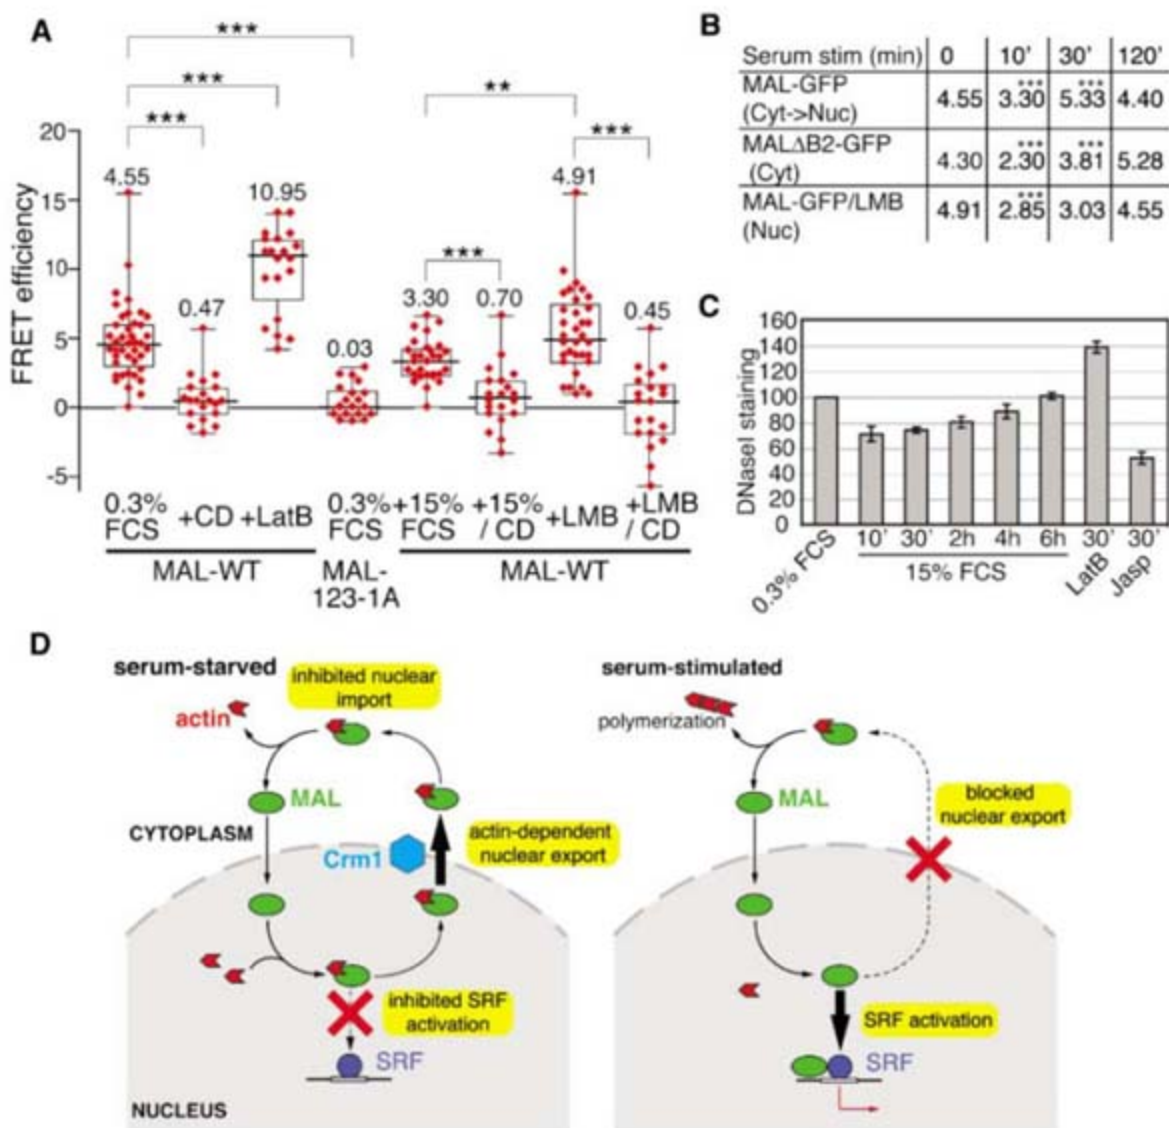 A
***
***
***
**
***
***
20
15
10
5
0
-5
FRET efficiency
4.55
0.47
10.95
0.03
3.30
0.70
4.91
0.45
0.3% FCS
+CD
+LatB
0.3% FCS
+15% FCS
+15% / CD
+LMB
+LMB / CD
MAL-WT
MAL-123-1A
MAL-WT
B
Serum stim (min) 0 10' 30' 120'
*** ***
MAL-GFP 4.55 3.30 5.33 4.40
(Cyt->Nuc)
*** ***
MALΔB2-GFP 4.30 2.30 3.81 5.28
(Cyt)
***
MAL-GFP/LMB 4.91 2.85 3.03 4.55
(Nuc)
C
DNaseI staining
160
140
120
100
80
60
40
20
0
0.3% FCS
10' 30' 2h 4h 6h
15% FCS
30' LatB
30' Jasp
D
serum-starved
inhibited nuclear
import
actin
MAL
CYTOPLASM
Crm1
actin-dependent
nuclear export
inhibited SRF
activation
SRF
NUCLEUS
serum-stimulated
polymerization
MAL
blocked
nuclear export
SRF activation
SRF